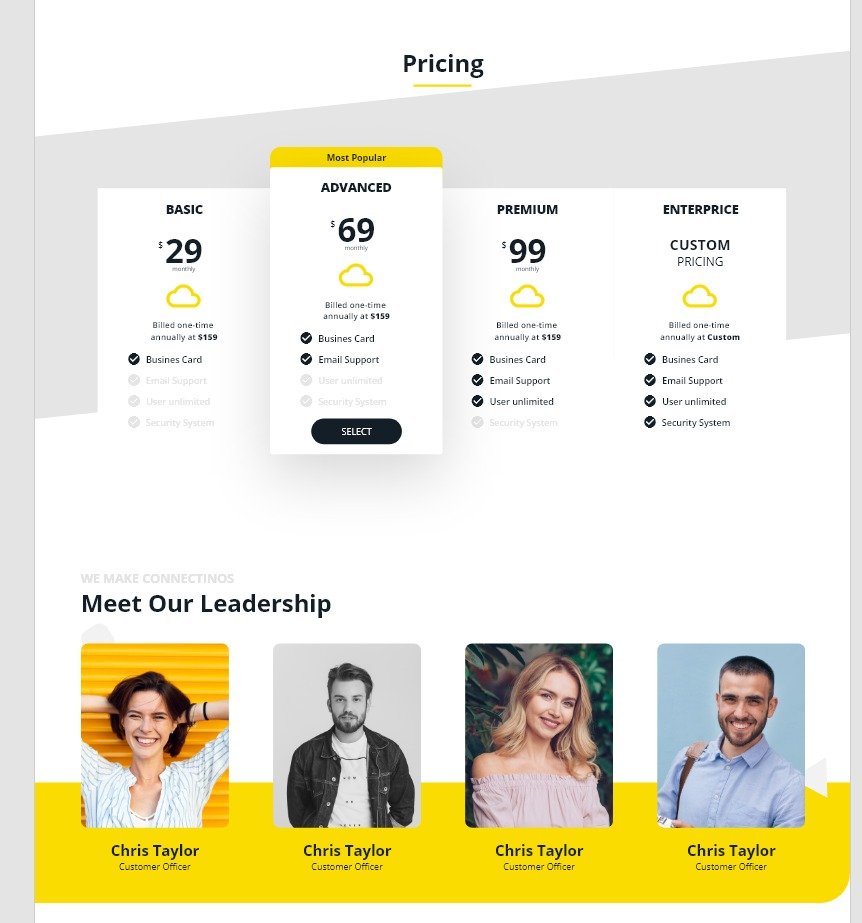 Pricing
Most Popular
BASIC
$29
monthly
Billed one-time
annually at $159
Busines Card
Email Support
User unlimited
Security System
ADVANCED
$69
monthly
Billed one-time
annually at $159
Busines Card
Email Support
User unlimited
Security System
SELECT
PREMIUM
$99
monthly
Billed one-time
annually at $159
Busines Card
Email Support
User unlimited
Security System
ENTERPRICE
CUSTOM
PRICING
Billed one-time
annually at Custom
Busines Card
Email Support
User unlimited
Security System
WE MAKE CONNECTINOS
Meet Our Leadership
Chris Taylor
Customer Officer
Chris Taylor
Customer Officer
Chris Taylor
Customer Officer
Chris Taylor
Customer Officer